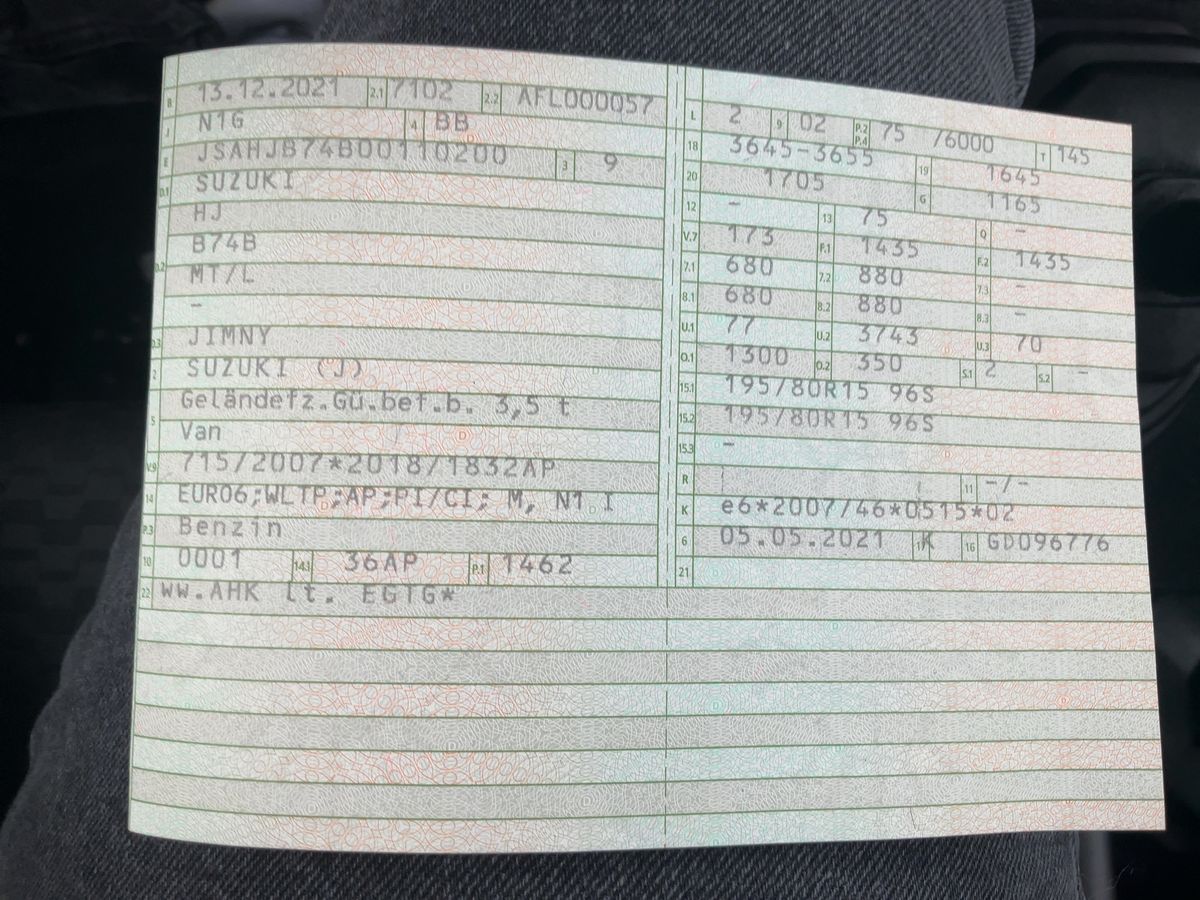 B 13.12.2021 2.1 7102 2.2 AFL000057
J N1G 4 BB
E JSAHJB74B00110200 3 9
D.1 SUZUKI
HJ
D.2 B74B
MT/L
–
D.3 JIMNY
2 SUZUKI (J)
5 Geländefz.Gü.bef.b. 3,5 t
Van
V.9 715/2007*2018/1832AP
14 EURO6;WLTP;AP;PI/CI; M, N1 I
P.3 Benzin
10 0001 14.1 36AP P.1 1462
22 WW.AHK lt. EGTG*
L 2 9 02 P.2 P.4 75 /6000 T 145
18 3645-3655 19 1645
20 1705 G 1165
12 – 13 75 Q –
V.7 173 F.1 1435 F.2 1435
7.1 680 7.2 880 7.3 –
8.1 680 8.2 880 8.3 –
U.1 77 U.2 3743 U.3 70
O.1 1300 O.2 350 S.1 2 S.2 –
15.1 195/80R15 96S
15.2 195/80R15 96S
15.3 –
R 11 –/–
K e6*2007/46*0515*02
6 05.05.2021 17 K 16 GD096776
21